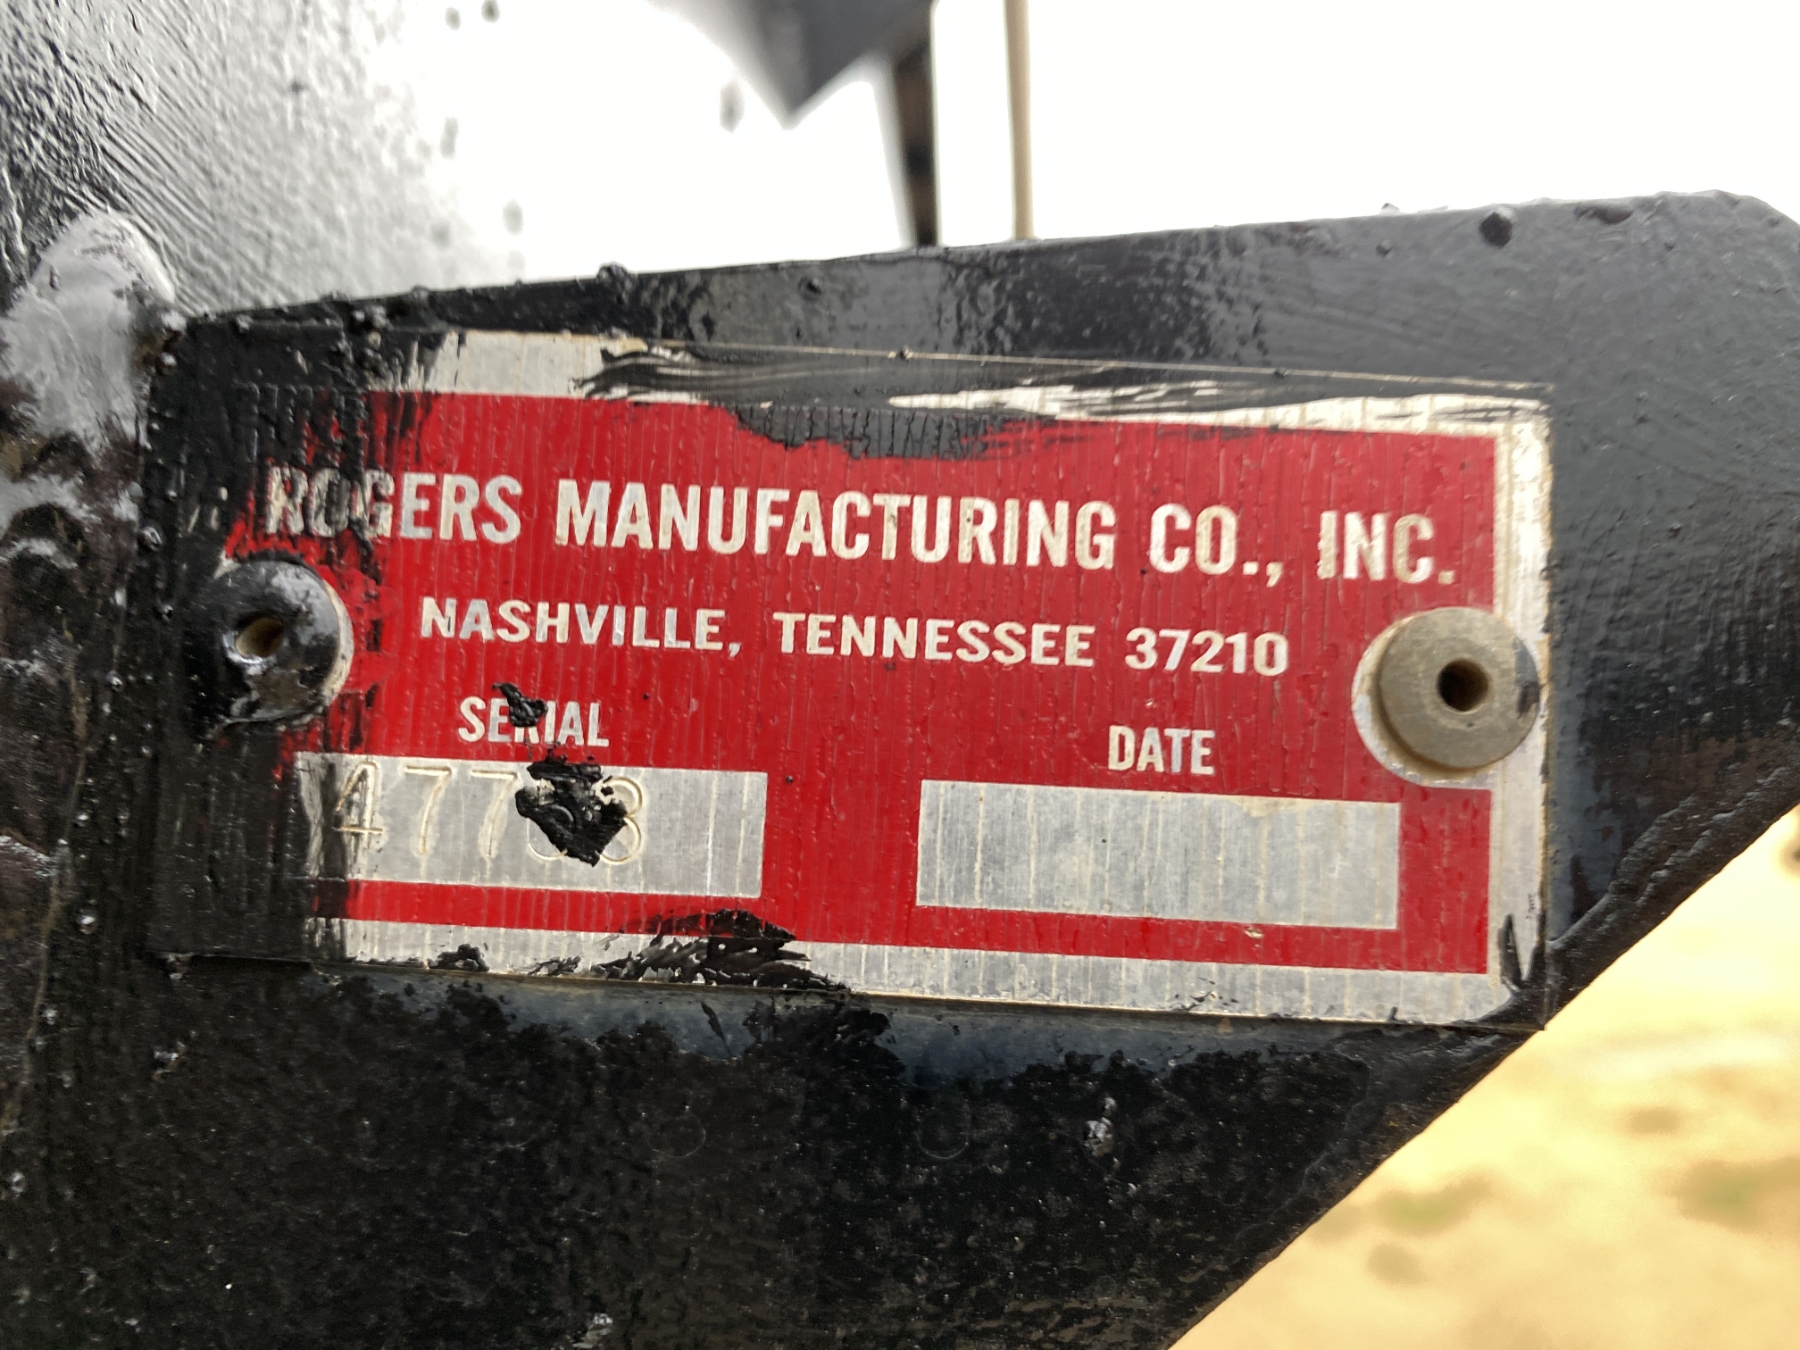 ROGERS MANUFACTURING CO., INC.
NASHVILLE, TENNESSEE 37210
SERIAL
DATE